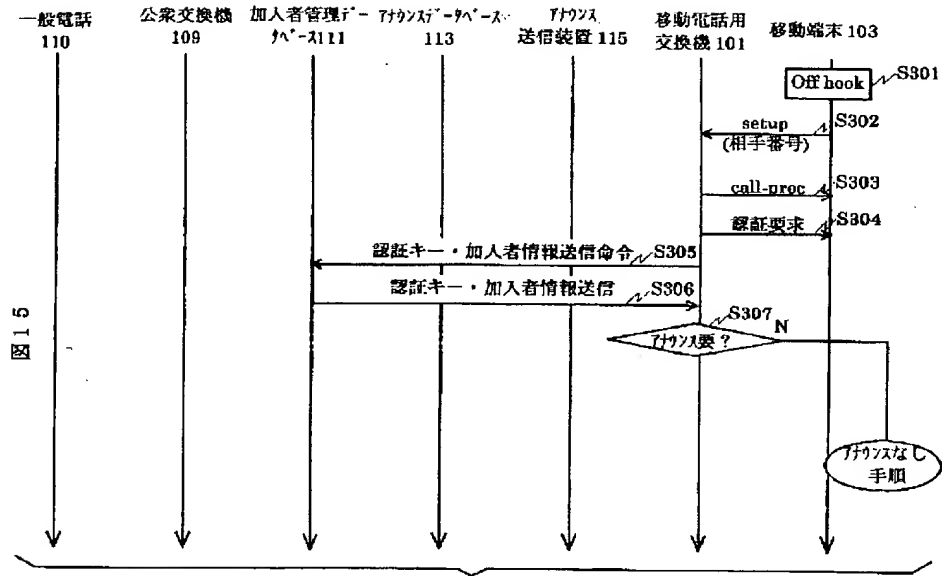 一般電話
110
公衆交換機
109
加入者管理デー
タベース111
アナウンスデータベース
113
アナウンス
送信装置 115
移動電話用
交換機 101
移動端末 103
Off hook
S301
setup
S302
(相手番号)
call-proc
S303
認証要求
S304
認証キー・加入者情報送信命令
S305
認証キー・加入者情報送信
S306
S307
アナウンス要？
N
アナウンスなし
手順
図15